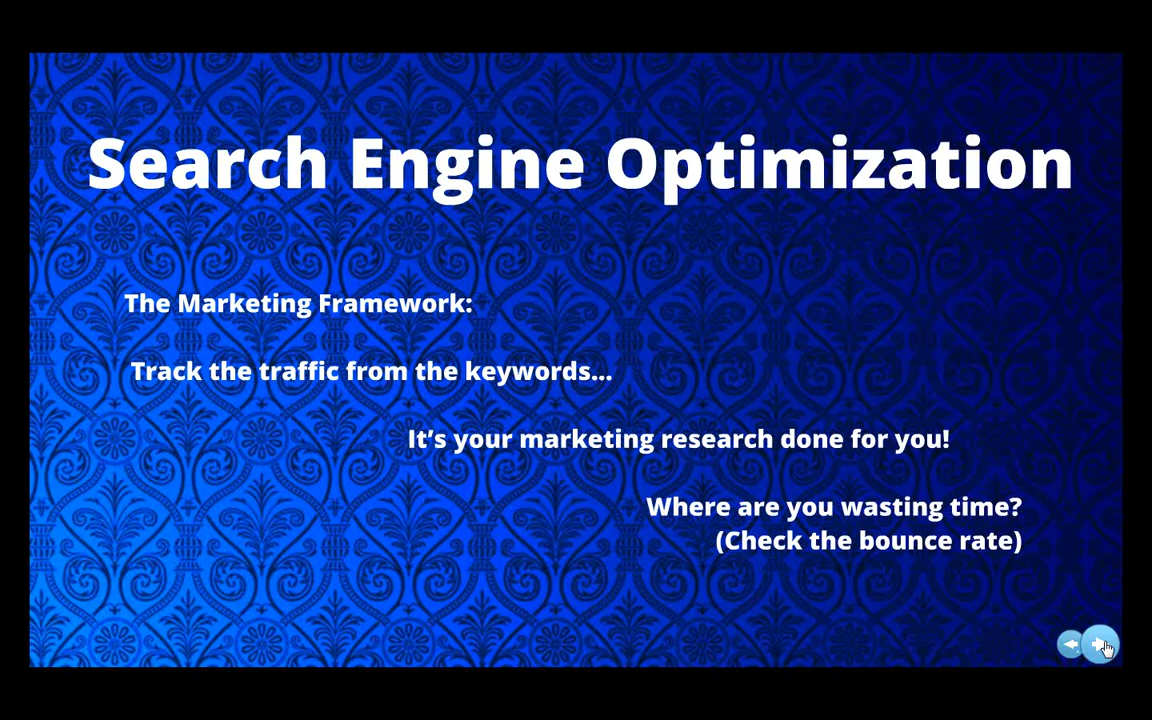 Search Engine Optimization
The Marketing Framework:
Track the traffic from the keywords...
It’s your marketing research done for you!
Where are you wasting time?
(Check the bounce rate)